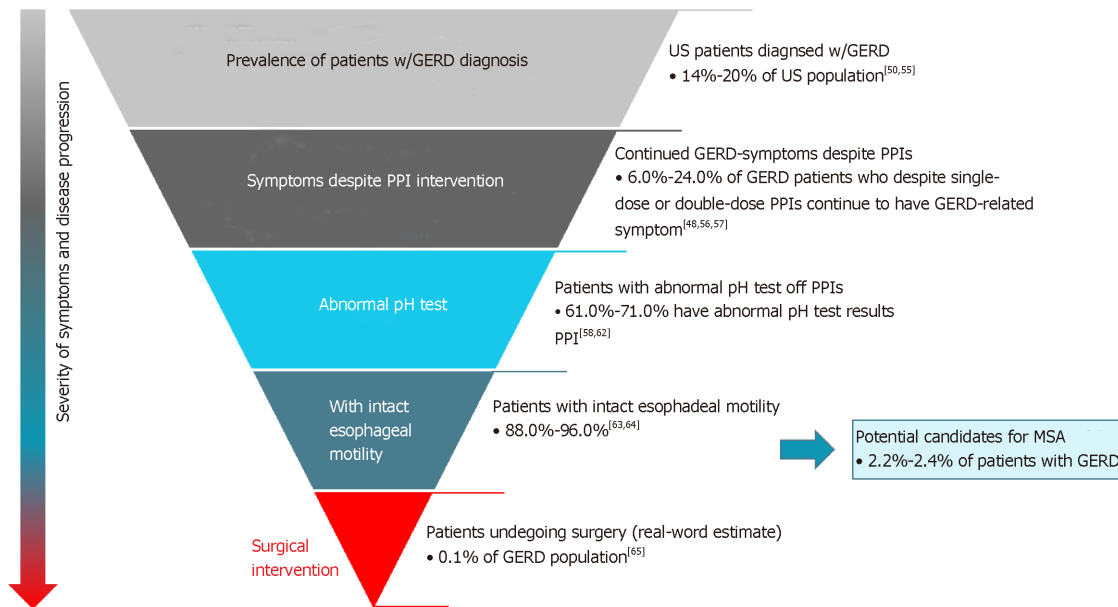 Severity of symptoms and disease progression
Prevalence of patients w/GERD diagnosis
US patients diagnsed w/GERD
• 14%-20% of US population[50,55]
Symptoms despite PPI intervention
Continued GERD-symptoms despite PPIs
• 6.0%-24.0% of GERD patients who despite single-
dose or double-dose PPIs continue to have GERD-related
symptom[48,56,57]
Abnormal pH test
Patients with abnormal pH test off PPIs
• 61.0%-71.0% have abnormal pH test results
PPI[58,62]
With intact
esophageal
motility
Patients with intact esophadeal motility
• 88.0%-96.0%[63,64]
Potential candidates for MSA
• 2.2%-2.4% of patients with GERD
Surgical
intervention
Patients undergoing surgery (real-word estimate)
• 0.1% of GERD population[65]